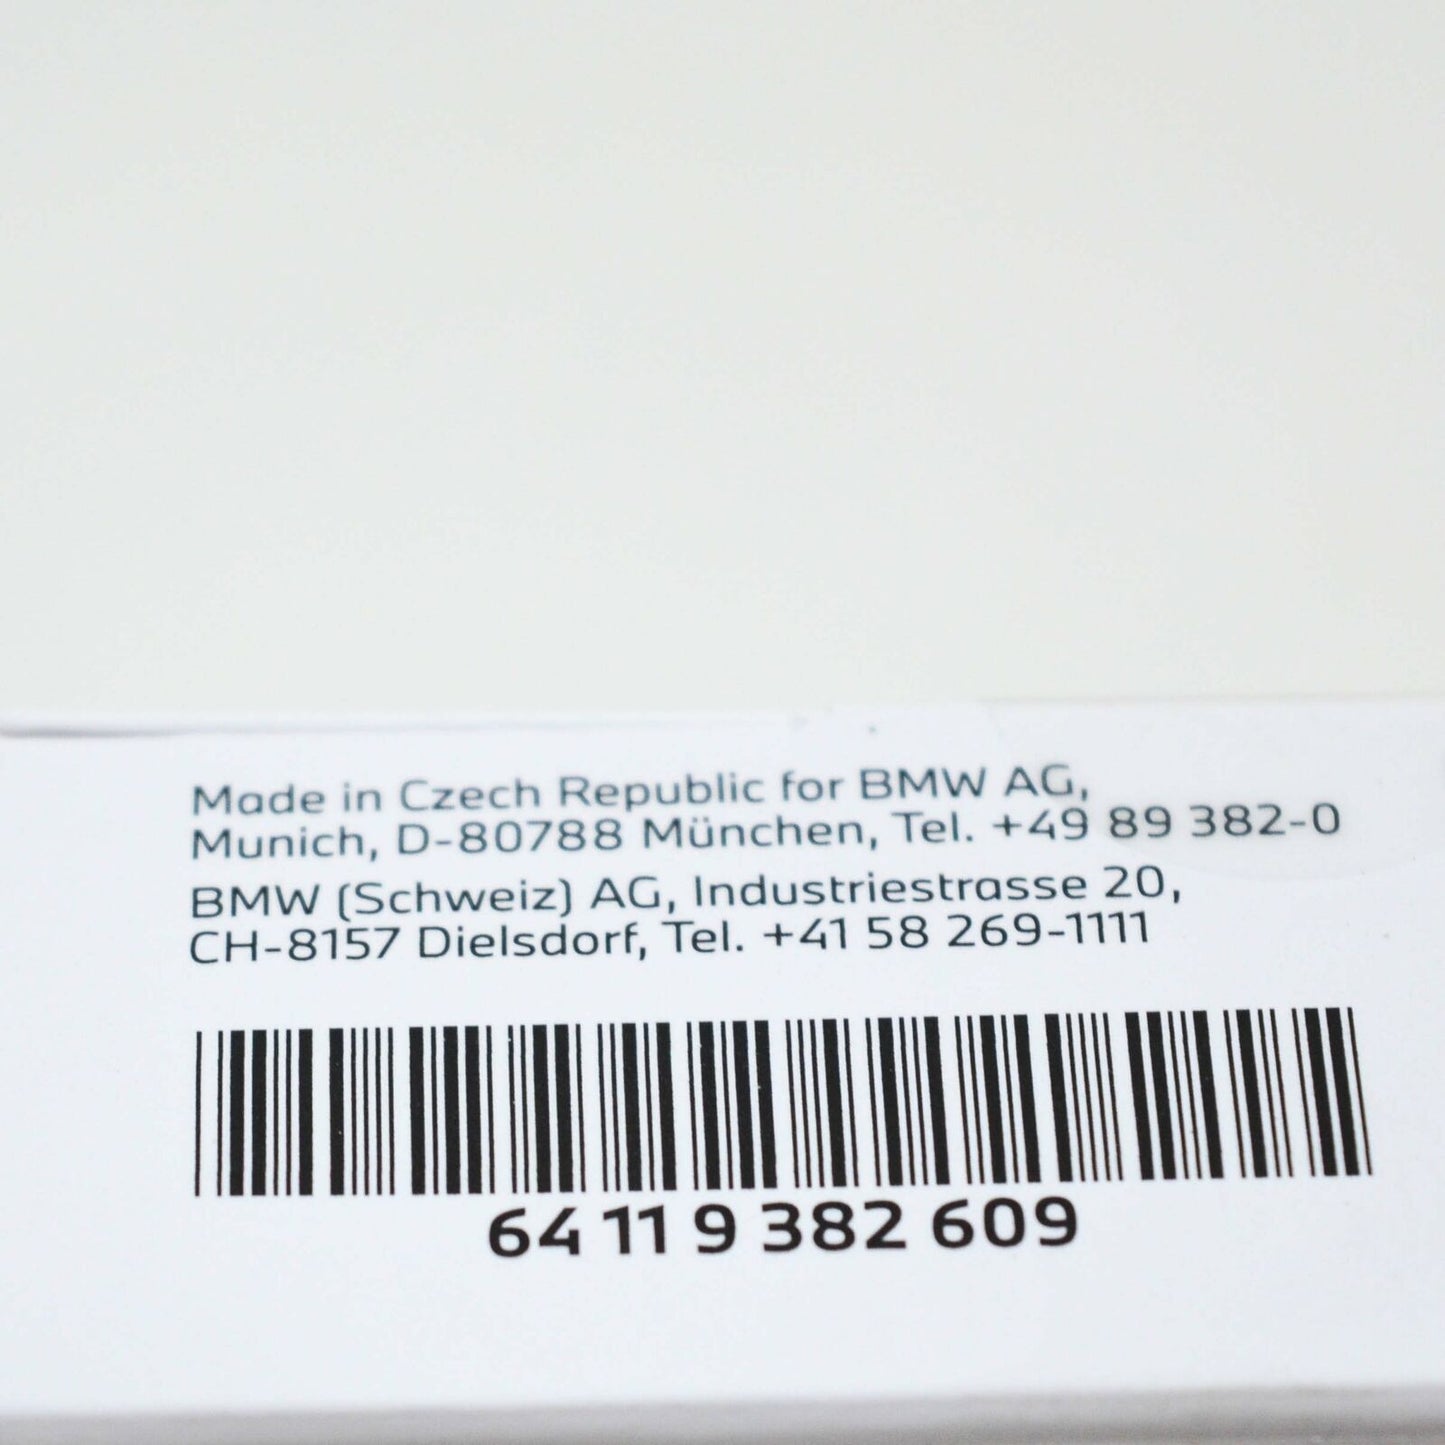 Made in Czech Republic for BMW AG,
Munich, D-80788 München, Tel. +49 89 382-0
BMW (Schweiz) AG, Industriestrasse 20,
CH-8157 Dielsdorf, Tel. +41 58 269-1111
64 11 9 382 609